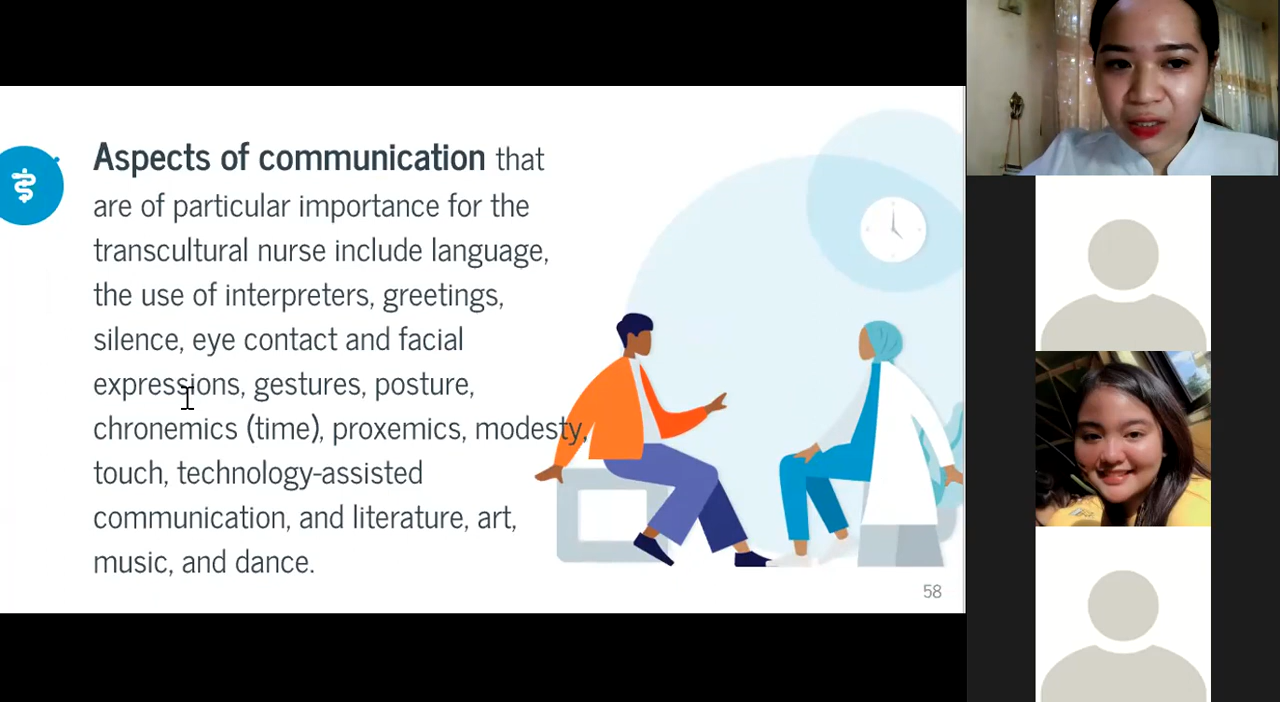 Aspects of communication that
are of particular importance for the
transcultural nurse include language,
the use of interpreters, greetings,
silence, eye contact and facial
expressions, gestures, posture,
chronemics (time), proxemics, modesty,
touch, technology-assisted
communication, and literature, art,
music, and dance.
58